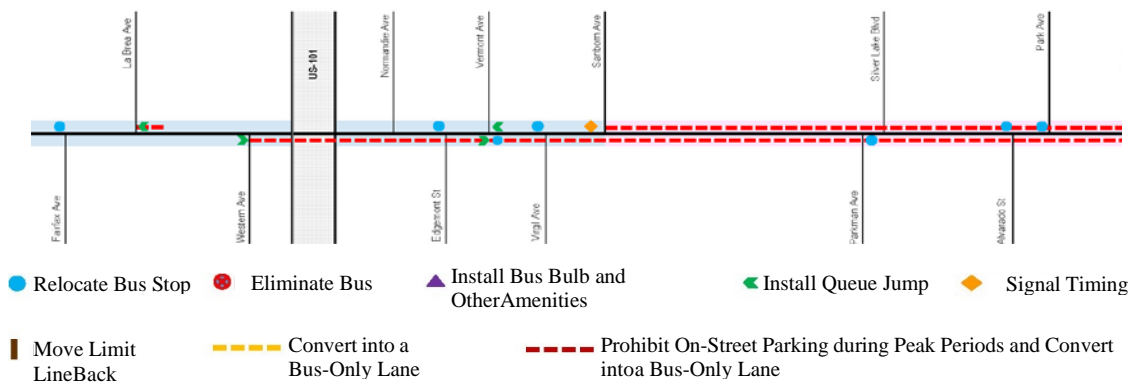 La Brea Ave
US-101
Normandie Ave
Vermont Ave
Sanborn Ave
Silver Lake Blvd
Park Ave
Fairfax Ave
Western Ave
Edgemont St
Virgil Ave
Parkman Ave
Alvarado St
Relocate Bus Stop
Eliminate Bus
Install Bus Bulb and
OtherAmenities
Install Queue Jump
Signal Timing
Move Limit
LineBack
Convert into a
Bus-Only Lane
Prohibit On-Street Parking during Peak Periods and Convert
intoa Bus-Only Lane